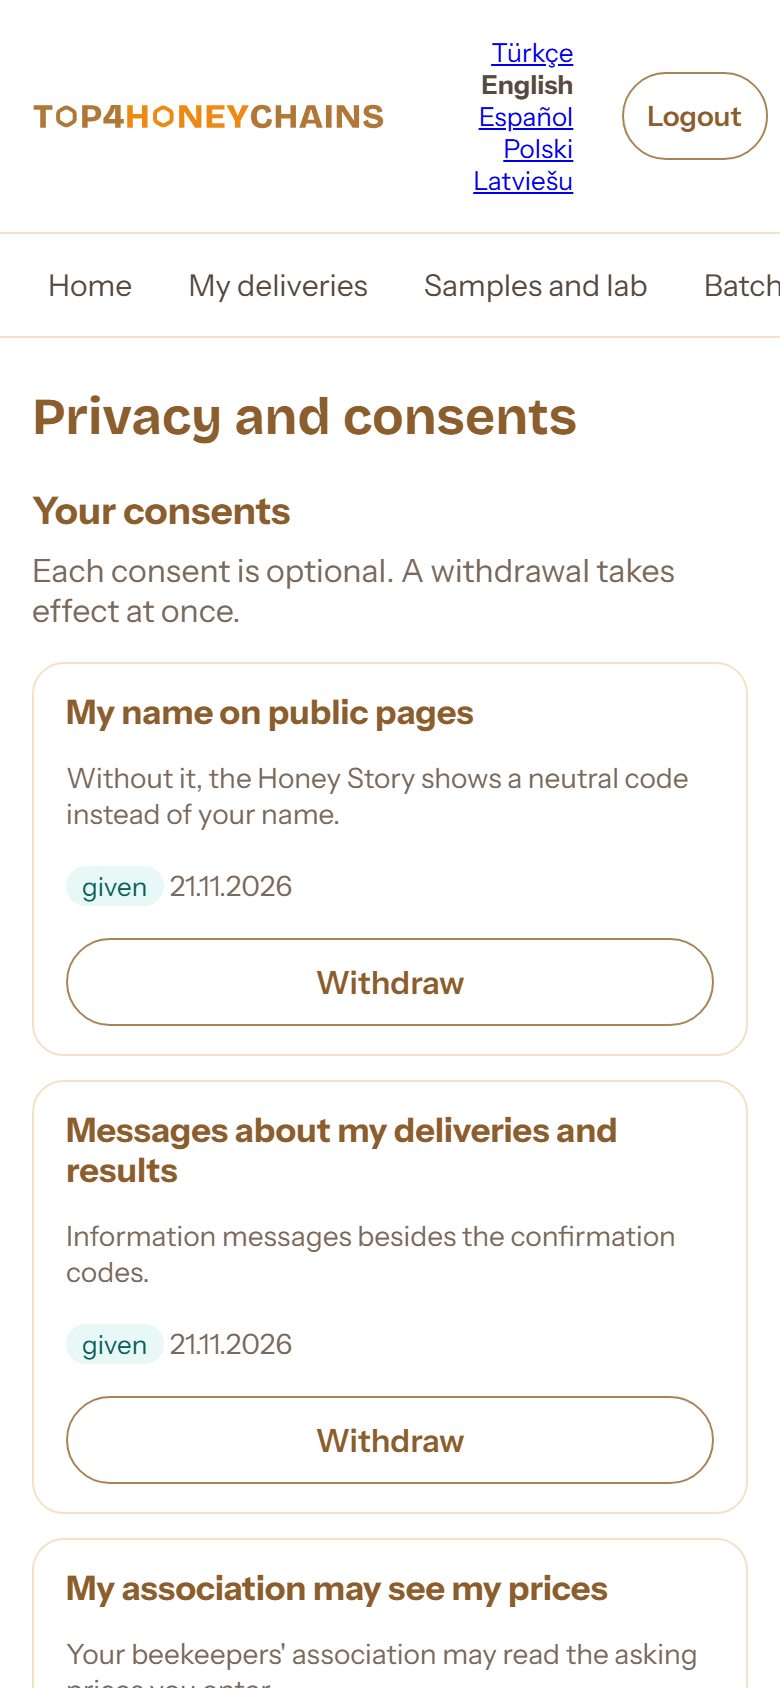 TOP4HONEYCHAINS
Türkçe
English
Español
Polski
Latviešu
Logout
Home My deliveries Samples and lab Batch
Privacy and consents
Your consents
Each consent is optional. A withdrawal takes
effect at once.
My name on public pages
Without it, the Honey Story shows a neutral code
instead of your name.
given 21.11.2026
Withdraw
Messages about my deliveries and
results
Information messages besides the confirmation
codes.
given 21.11.2026
Withdraw
My association may see my prices
Your beekeepers' association may read the asking
prices you enter.